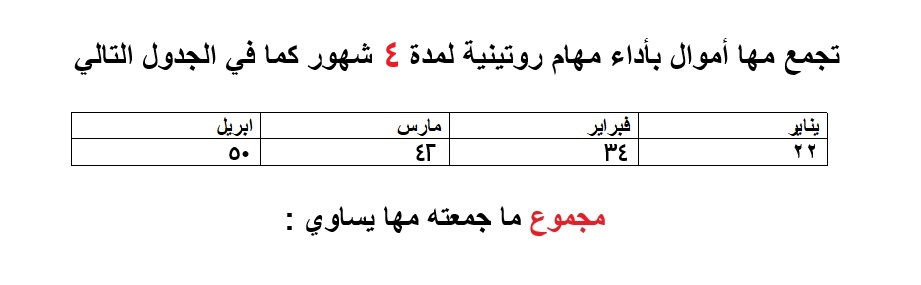 تجمع مها أموال بأداء مهام روتينية لمدة ٤ شهور كما في الجدول التالي
يناير فبراير مارس ابريل
٢٢ ٣٤ ٤٢ ٥٠
مجموع ما جمعته مها يساوي :